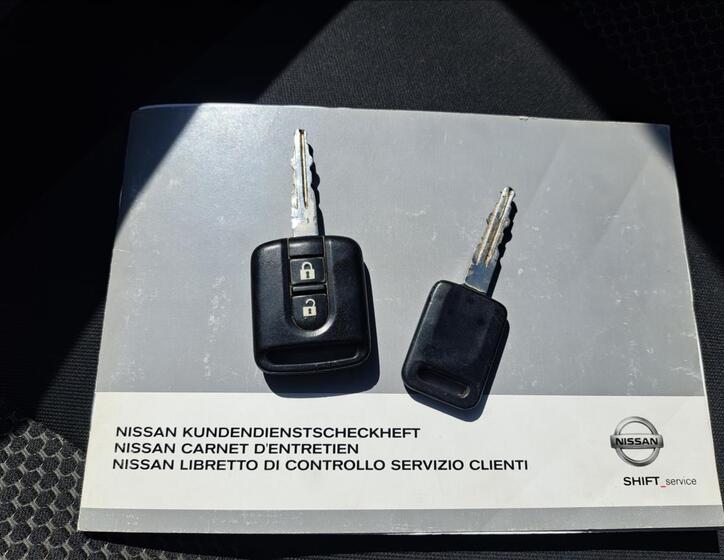 NISSAN KUNDENDIENSTSCHECKHEFT
NISSAN CARNET D'ENTRETIEN
NISSAN LIBRETTO DI CONTROLLO SERVIZIO CLIENTI
NISSAN
SHIFT_service